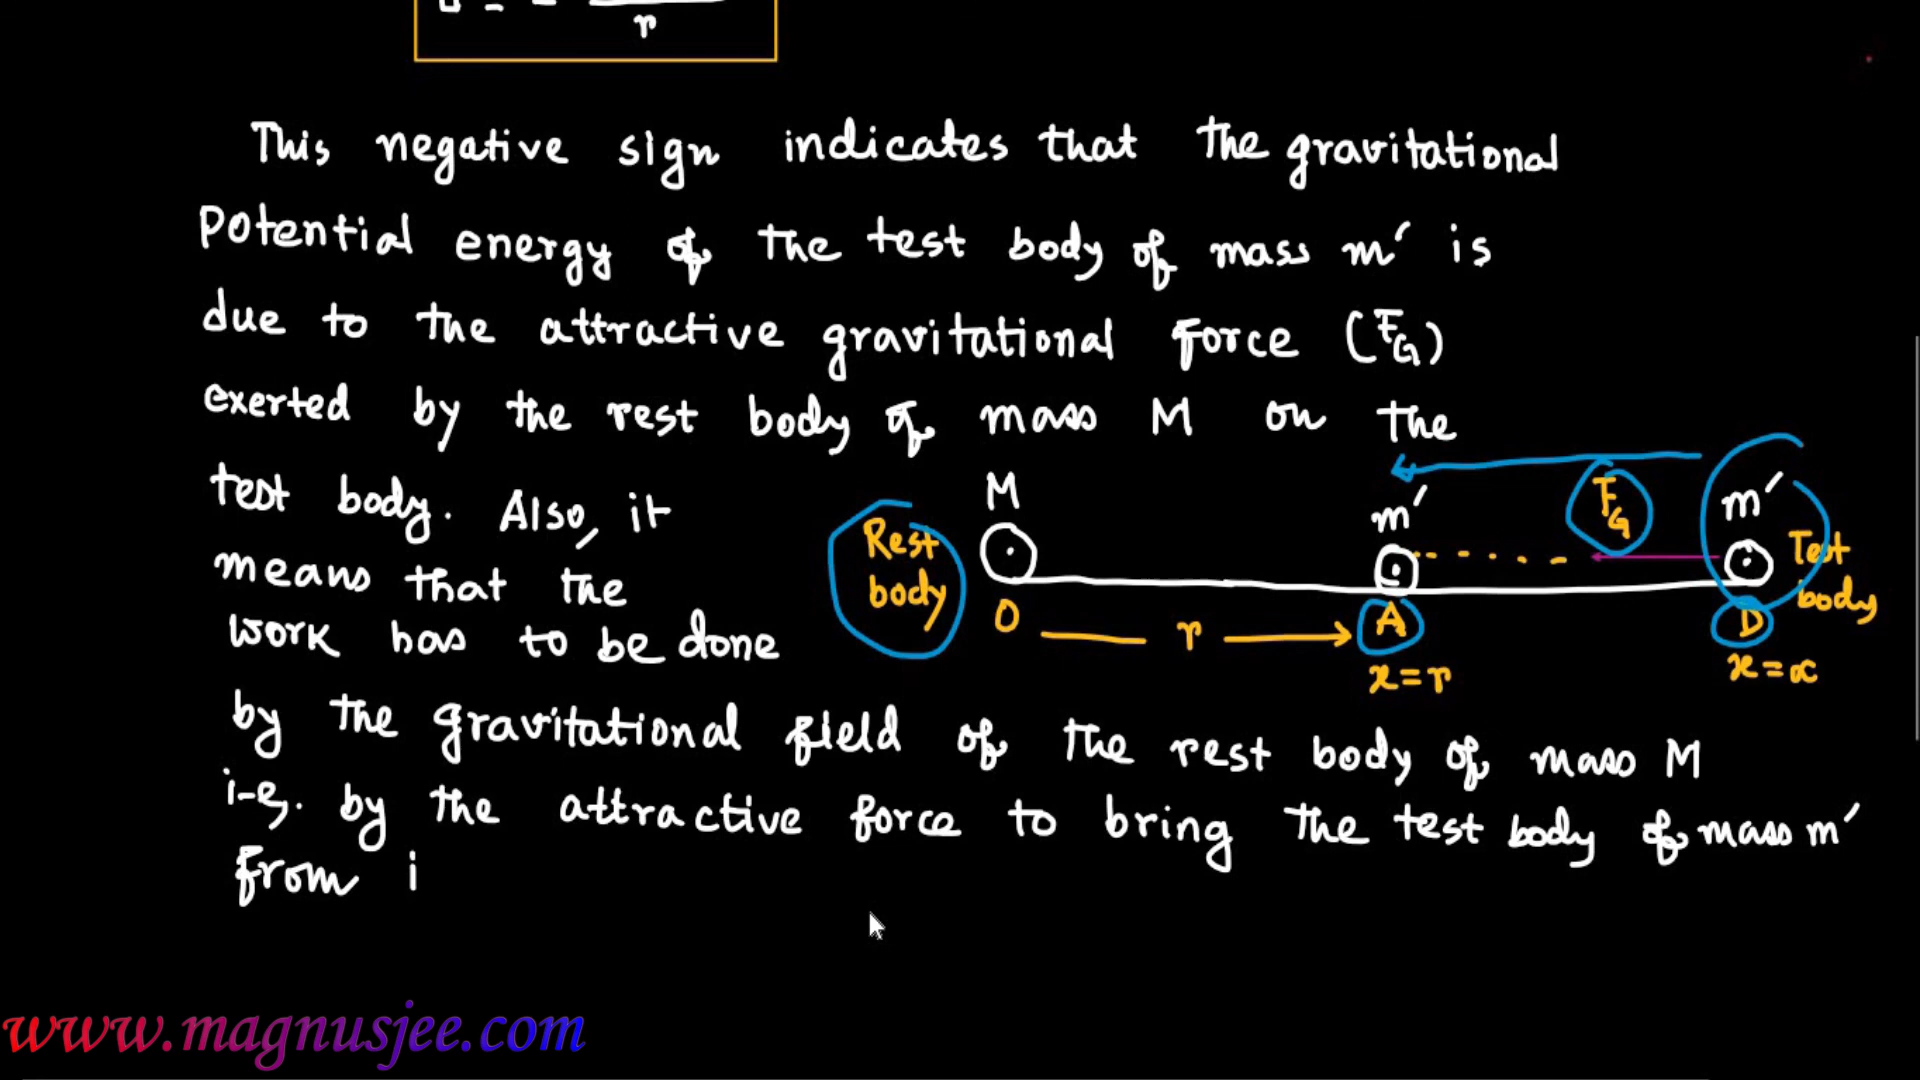 r
This negative sign indicates that the gravitational
Potential energy of the test body of mass m′ is
due to the attractive gravitational force (F_G)
exerted by the rest body of mass M on the
test body. Also, it
means that the
work has to be done
by the gravitational field of the rest body of mass M
i-e. by the attractive force to bring the test body of mass m′
from i
M
m′
F_G
m′
Rest
body
Test
body
O
r
A
D
x=r
x=∝
www.magnusjee.com